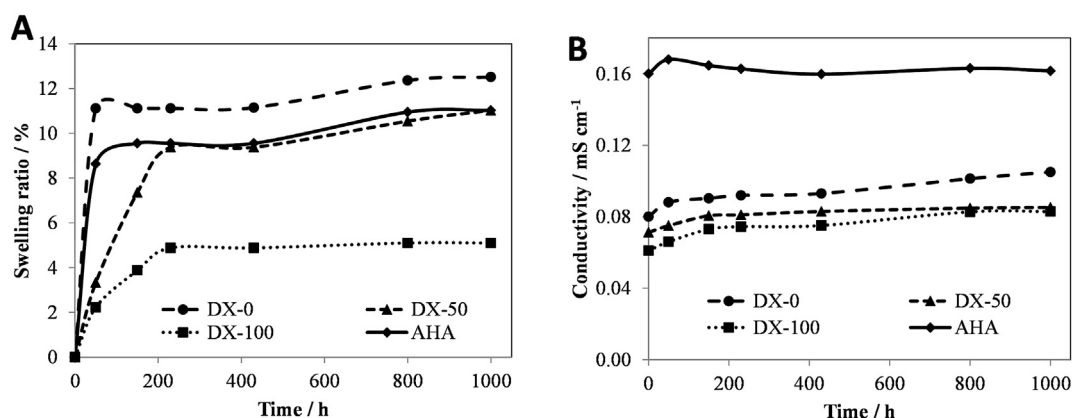 A
Swelling ratio / %
14
12
10
8
6
4
2
0
DX-0
DX-50
DX-100
AHA
0
200
400
600
800
1000
Time / h
B
Conductivity / mS cm⁻¹
0.16
0.12
0.08
0.04
0.00
DX-0
DX-50
DX-100
AHA
0
200
400
600
800
1000
Time / h